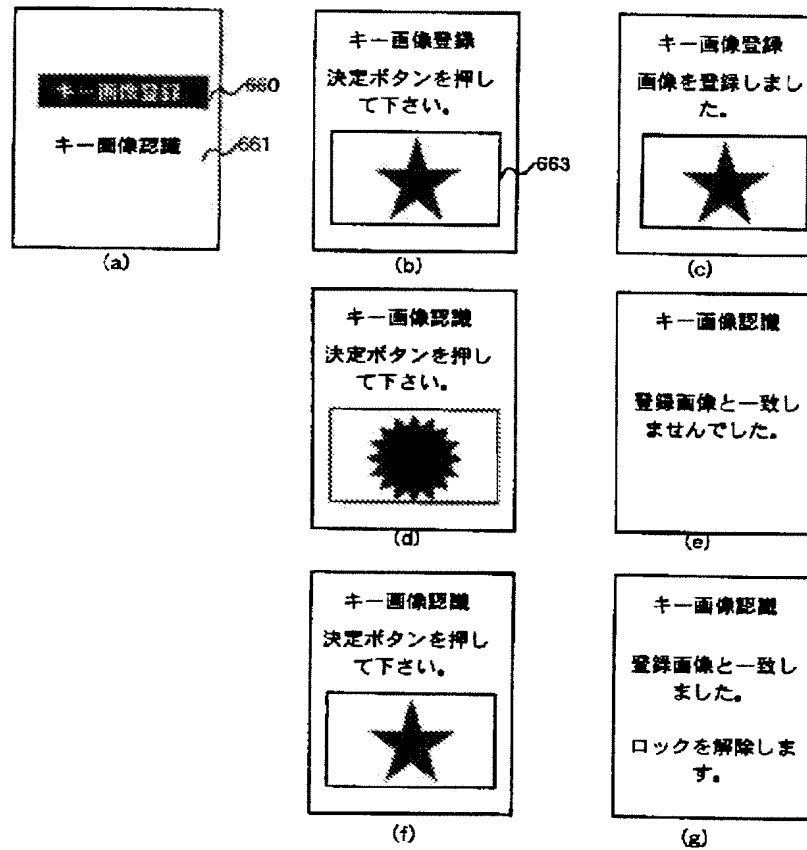 キー画像登録
660
キー画像認識
661
(a)
キー画像登録
決定ボタンを押し
て下さい。
663
(b)
キー画像登録
画像を登録しまし
た。
(c)
キー画像認識
決定ボタンを押し
て下さい。
(d)
キー画像認識
登録画像と一致し
ませんでした。
(e)
キー画像認識
決定ボタンを押し
て下さい。
(f)
キー画像認識
登録画像と一致し
ました。
ロックを解除しま
す。
(g)